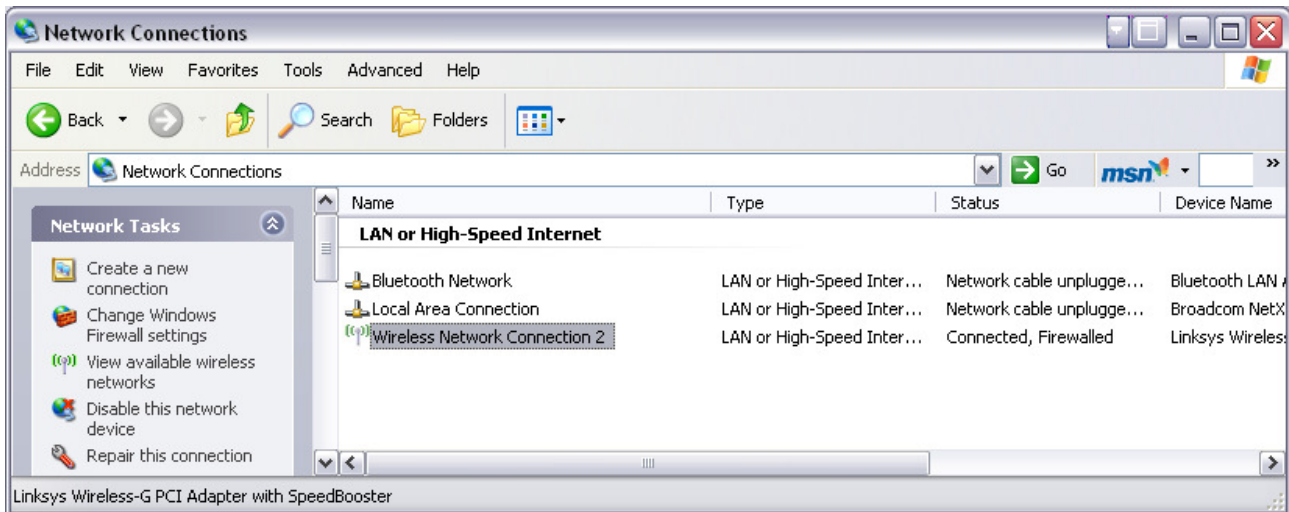 Network Connections
File Edit View Favorites Tools Advanced Help
Back Search Folders
Address Network Connections Go msn »
Name Type Status Device Name
Network Tasks
LAN or High-Speed Internet
Create a new
connection
Bluetooth Network LAN or High-Speed Inter... Network cable unplugge... Bluetooth LAN
Change Windows
Firewall settings
Local Area Connection LAN or High-Speed Inter... Network cable unplugge... Broadcom NetX
Wireless Network Connection 2 LAN or High-Speed Inter... Connected, Firewalled Linksys Wireles
View available wireless
networks
Disable this network
device
Repair this connection
Linksys Wireless-G PCI Adapter with SpeedBooster